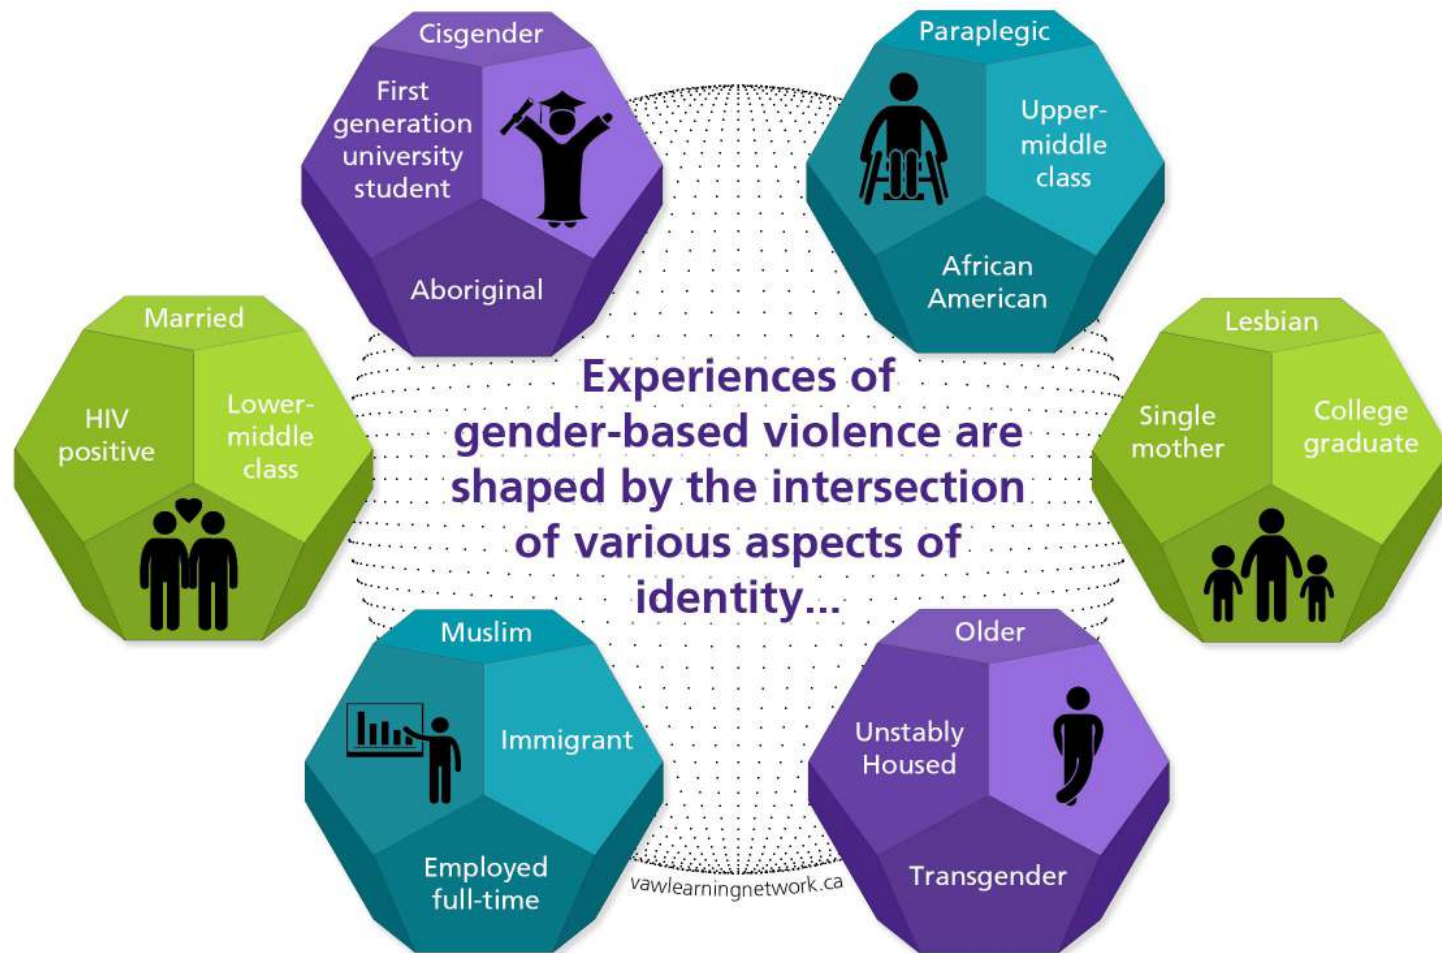 Cisgender
First
generation
university
student
Aboriginal
Paraplegic
Upper-
middle
class
African
American
Married
HIV
positive
Lower-
middle
class
Experiences of
gender-based violence are
shaped by the intersection
of various aspects of
identity...
Lesbian
Single
mother
College
graduate
Muslim
Immigrant
Employed
full-time
Older
Unstably
Housed
Transgender
vawlearningnetwork.ca